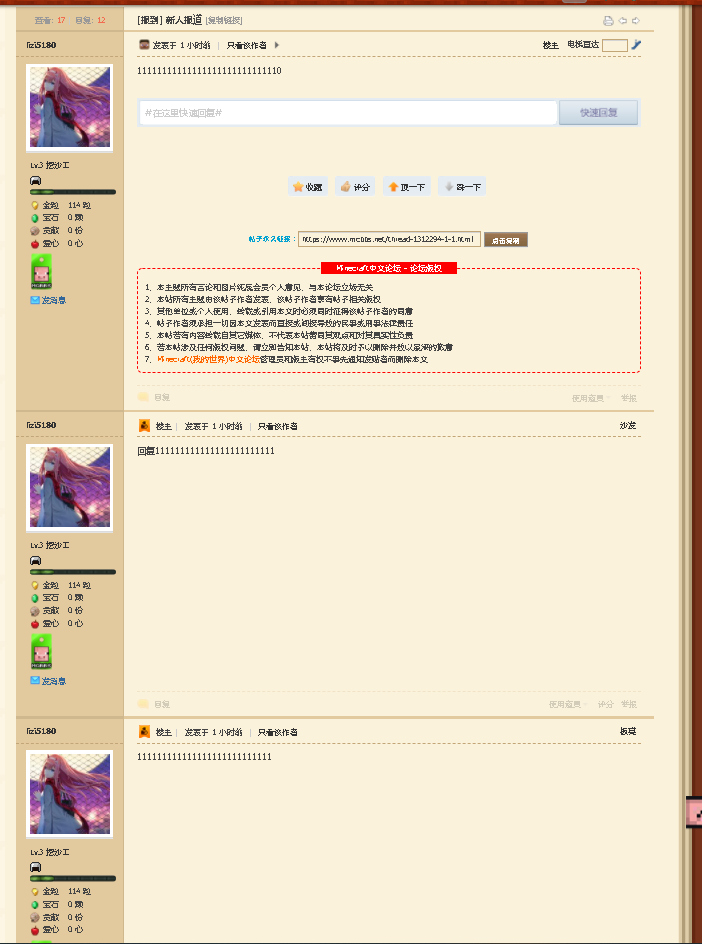 查看: 17 回复: 12
[报到] 新人报道 [复制链接]
fizi5180
发表于 1 小时前 | 只看该作者
楼主 电梯直达
11111111111111111111111111111110
#在这里快速回复#
快速回复
Lv.3 挖沙工
金粒 114 粒
宝石 0 颗
贡献 0 份
爱心 0 心
发消息
收藏 评分 顶一下 踩一下
帖子永久链接: https://www.mcbbs.net/thread-1312294-1-1.html 点击复制
Minecraft中文论坛 - 论坛版权
1、本主题所有言论和图片纯属会员个人意见，与本论坛立场无关
2、本站所有主题由该帖子作者发表，该帖子作者享有帖子相关版权
3、其他单位或个人使用、转载或引用本文时必须同时征得该帖子作者的同意
4、帖子作者须承担一切因本文发表而直接或间接导致的民事或刑事法律责任
5、本帖若有内容转载自其它媒体，不代表本站赞同其观点和对其真实性负责
6、若本帖涉及任何版权问题，请立即告知本站，本站将及时予以删除并致以最深的歉意
7、Minecraft(我的世界)中文论坛管理员和版主有权不事先通知发贴者而删除本文
回复
使用道具 举报
fizi5180
楼主 | 发表于 1 小时前 | 只看该作者
沙发
回复1111111111111111111111111
Lv.3 挖沙工
金粒 114 粒
宝石 0 颗
贡献 0 份
爱心 0 心
发消息
回复
使用道具 评分 举报
fizi5180
楼主 | 发表于 1 小时前 | 只看该作者
板凳
11111111111111111111111111111
Lv.3 挖沙工
金粒 114 粒
宝石 0 颗
贡献 0 份
爱心 0 心